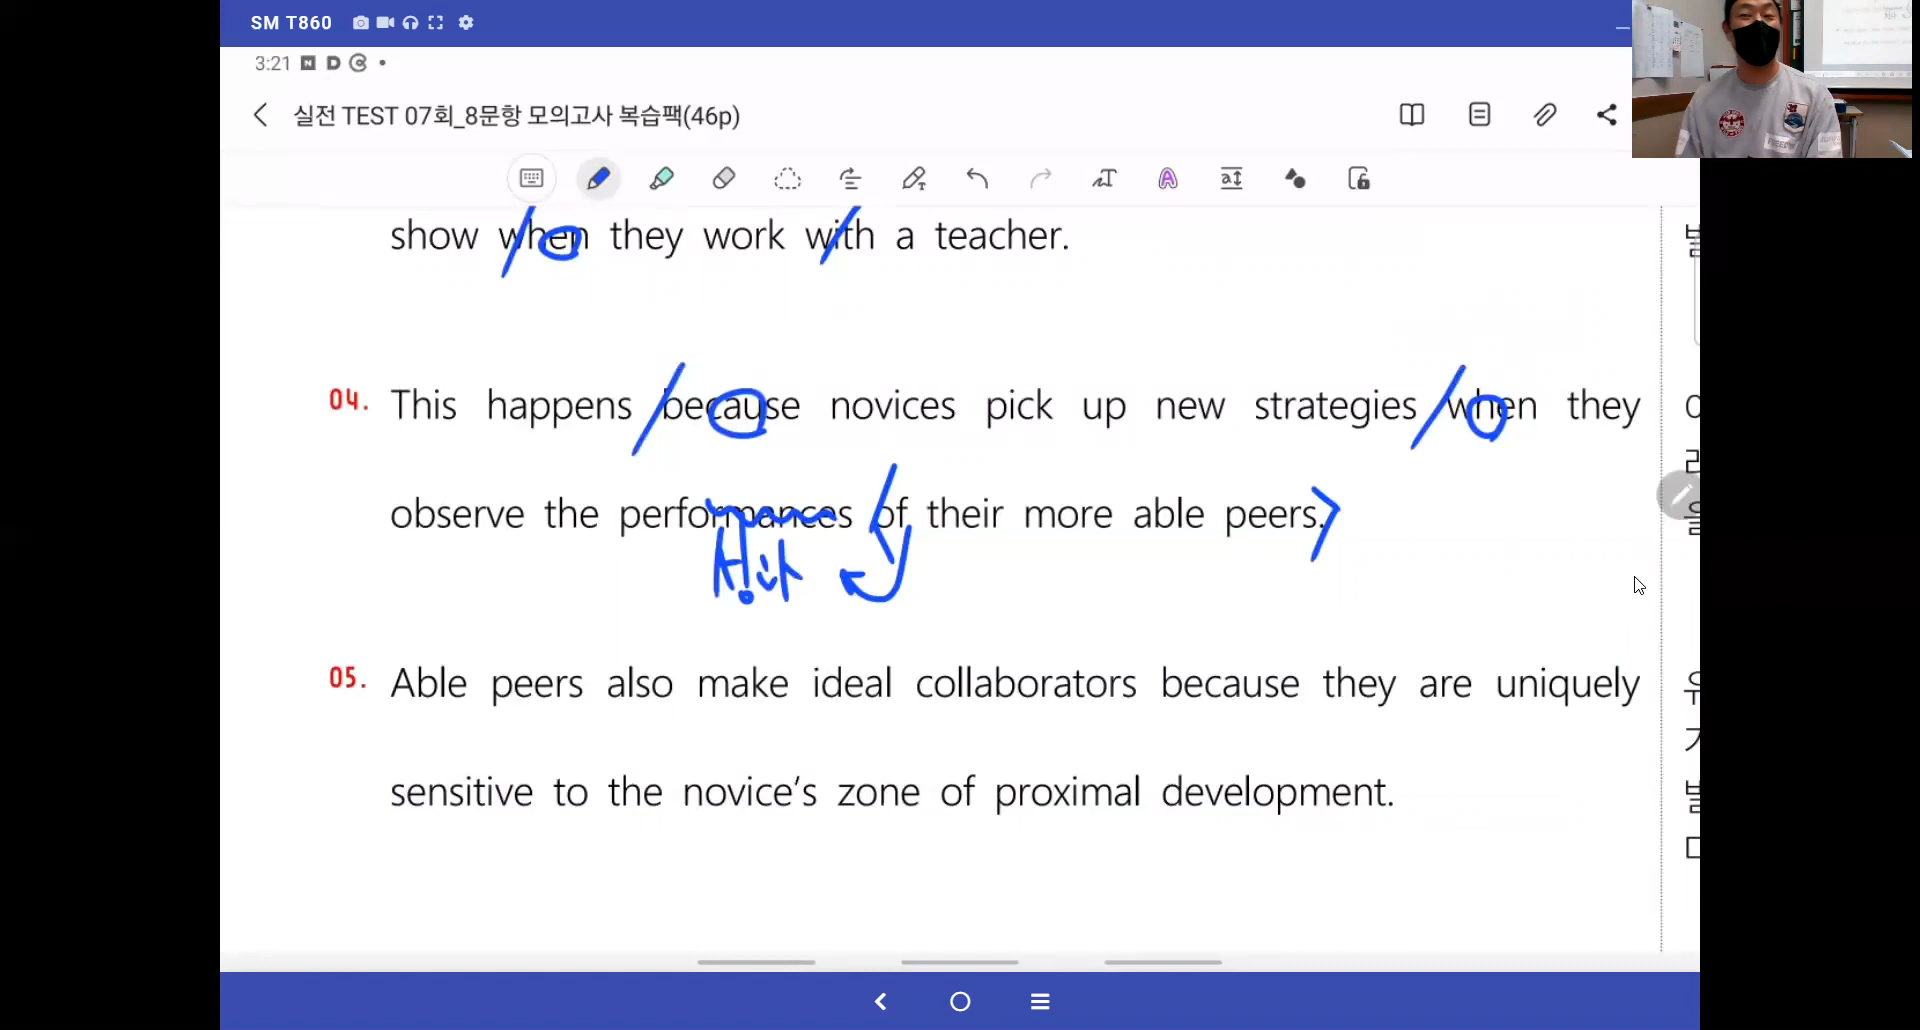 SM T860
3:21
실전 TEST 07회_8문항 모의고사 복습팩(46p)
show when they work with a teacher.
04. This happens because novices pick up new strategies when they
observe the performances of their more able peers.
성과
05. Able peers also make ideal collaborators because they are uniquely
sensitive to the novice's zone of proximal development.